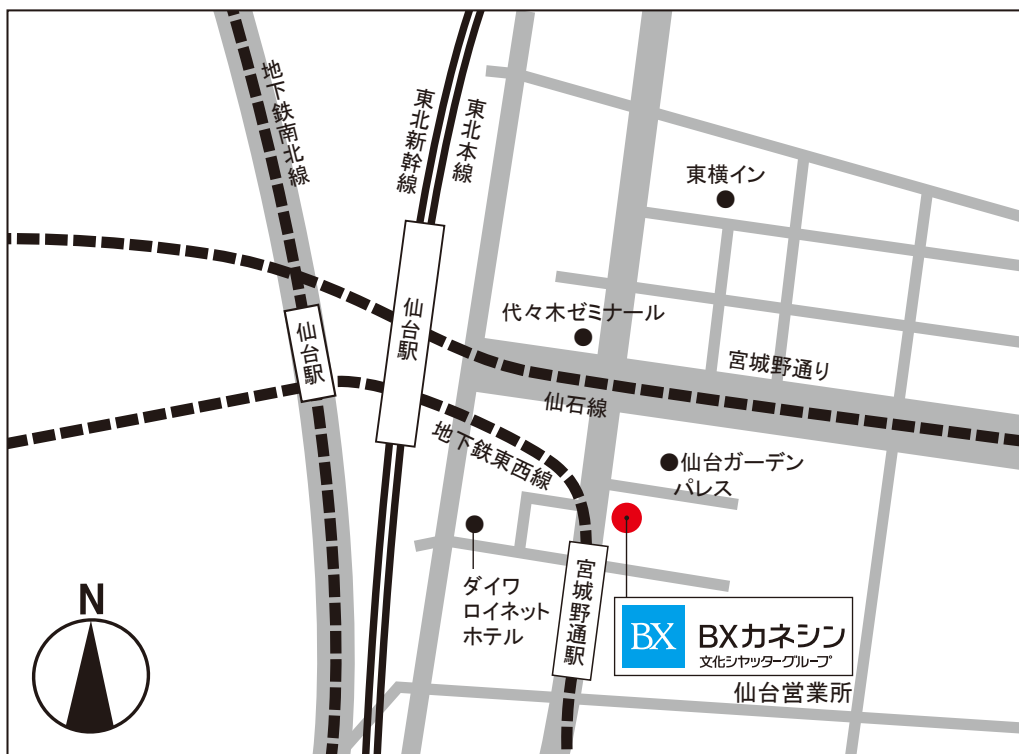 地下鉄南北線
東北新幹線
東北本線
東横イン
仙台駅
仙台駅
代々木ゼミナール
宮城野通り
仙石線
地下鉄東西線
仙台ガーデン
パレス
ダイワ
ロイネット
ホテル
宮城野通駅
N
BX
BXカネシン
文化シヤッターグループ
仙台営業所